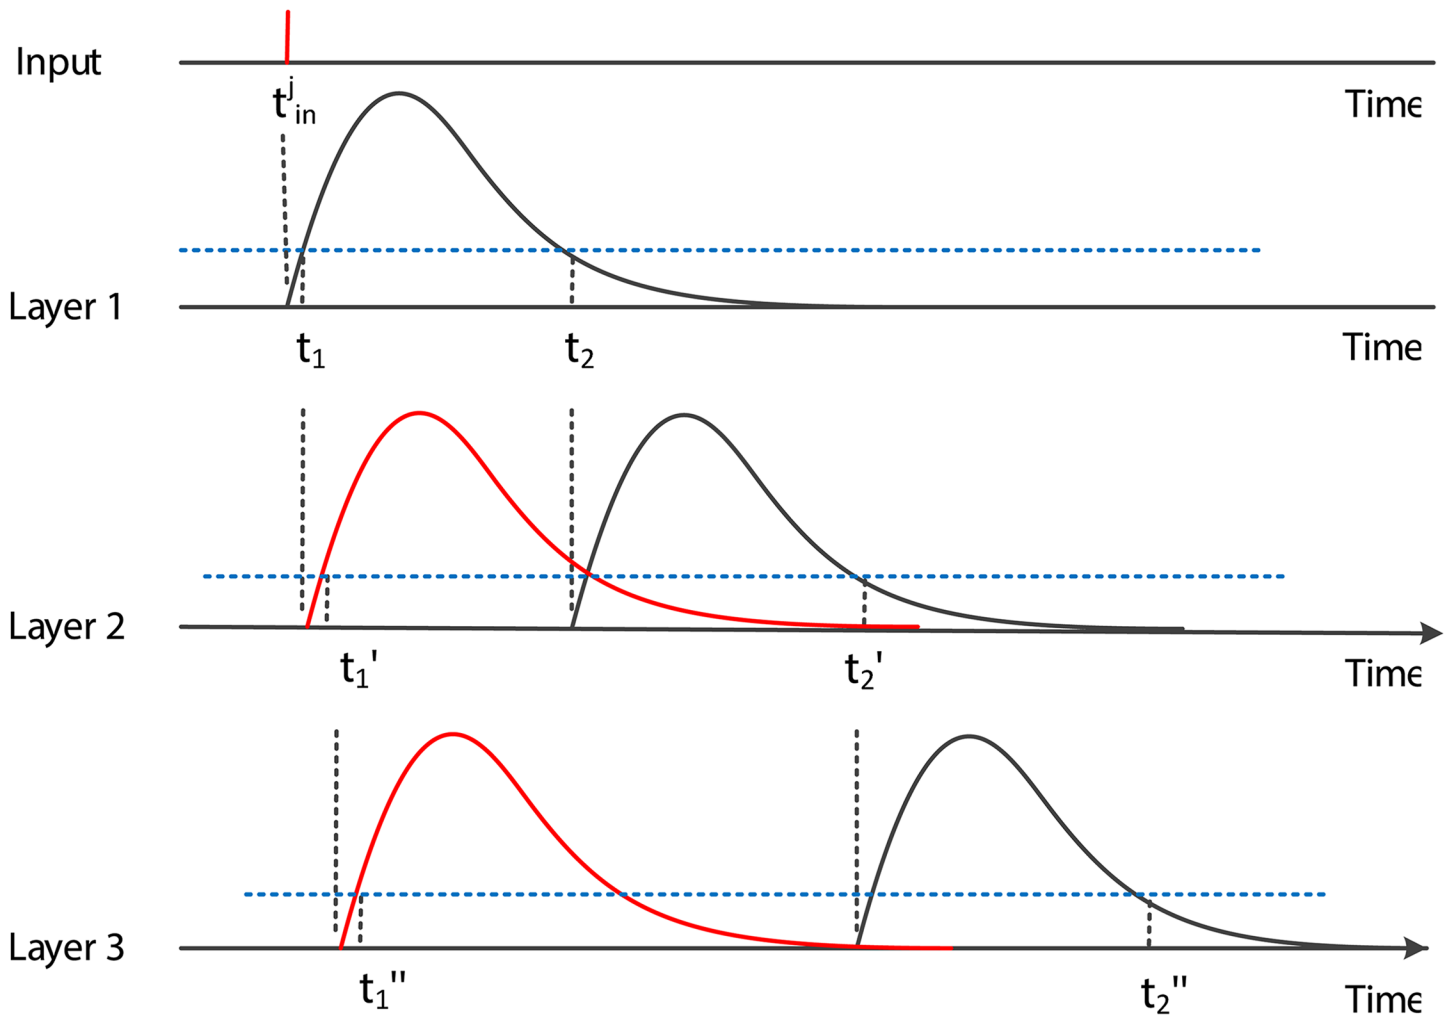 Input
t^j_in
Time
Layer 1
t₁
t₂
Time
Layer 2
t₁'
t₂'
Time
Layer 3
t₁"
t₂"
Time